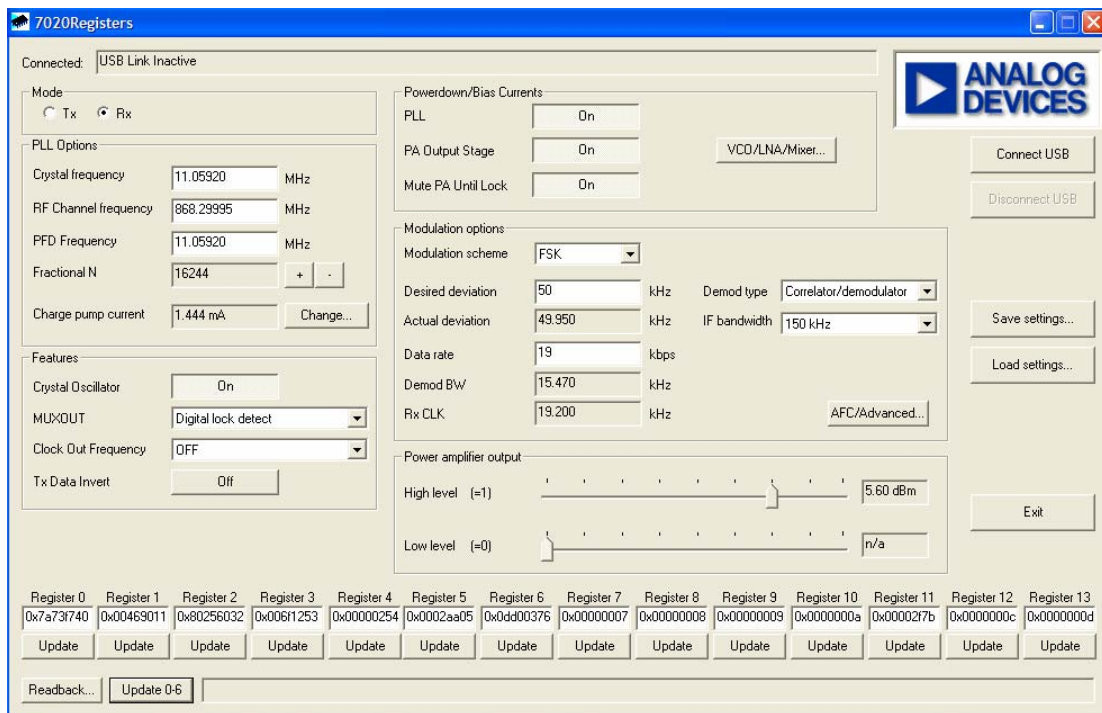 7020Registers
Connected: USB Link Inactive
ANALOG
DEVICES
Mode
Tx Rx
PLL Options
Crystal frequency 11.05920 MHz
RF Channel frequency 868.29995 MHz
PFD Frequency 11.05920 MHz
Fractional N 16244 + -
Charge pump current 1.444 mA Change...
Features
Crystal Oscillator On
MUXOUT Digital lock detect
Clock Out Frequency OFF
Tx Data Invert Off
Powerdown/Bias Currents
PLL On
PA Output Stage On VCO/LNA/Mixer...
Mute PA Until Lock On
Modulation options
Modulation scheme FSK
Desired deviation 50 kHz Demod type Correlator/demodulator
Actual deviation 49.950 kHz IF bandwidth 150 kHz
Data rate 19 kbps
Demod BW 15.470 kHz
Rx CLK 19.200 kHz AFC/Advanced...
Power amplifier output
High level (=1) 5.60 dBm
Low level (=0) n/a
Connect USB
Disconnect USB
Save settings...
Load settings...
Exit
Register 0 Register 1 Register 2 Register 3 Register 4 Register 5 Register 6 Register 7 Register 8 Register 9 Register 10 Register 11 Register 12 Register 13
0x7a73f740 0x00469011 0x80256032 0x006f1253 0x00000254 0x0002aa05 0x0dd00376 0x00000007 0x00000008 0x00000009 0x0000000a 0x00002f7b 0x0000000c 0x0000000d
Update Update Update Update Update Update Update Update Update Update Update Update Update Update
Readback... Update 0-6